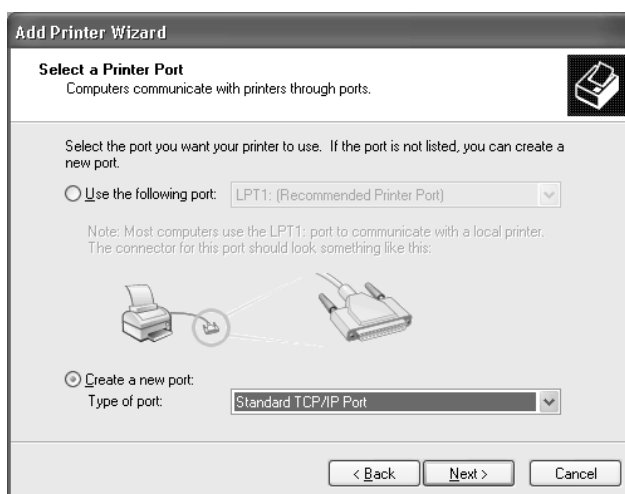 Add Printer Wizard
Select a Printer Port
Computers communicate with printers through ports.
Select the port you want your printer to use. If the port is not listed, you can create a
new port.
Use the following port: LPT1: (Recommended Printer Port)
Note: Most computers use the LPT1: port to communicate with a local printer.
The connector for this port should look something like this:
Create a new port:
Type of port: Standard TCP/IP Port
< Back Next > Cancel